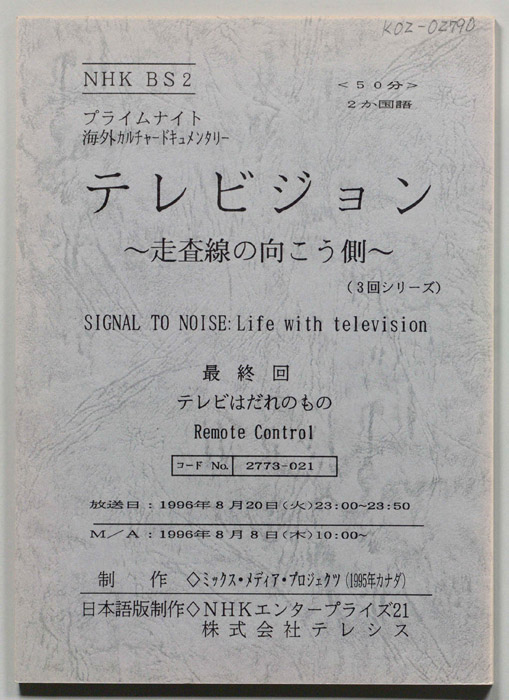 KOZ-0279B
NHK BS2
<50分>
2か国語
プライムナイト
海外カルチャードキュメンタリー
テレビジョン
~走査線の向こう側~
(3回シリーズ)
SIGNAL TO NOISE:Life with television
最終回
テレビはだれのもの
Remote Control
コード No. 2773-021
放送日:1996年8月20日(火)23:00~23:50
M/A:1996年8月8日(木)10:00~
制作◇ミックス・メディア・プロジェクツ(1995年カナダ)
日本語版制作◇NHKエンタープライズ21
株式会社テレシス